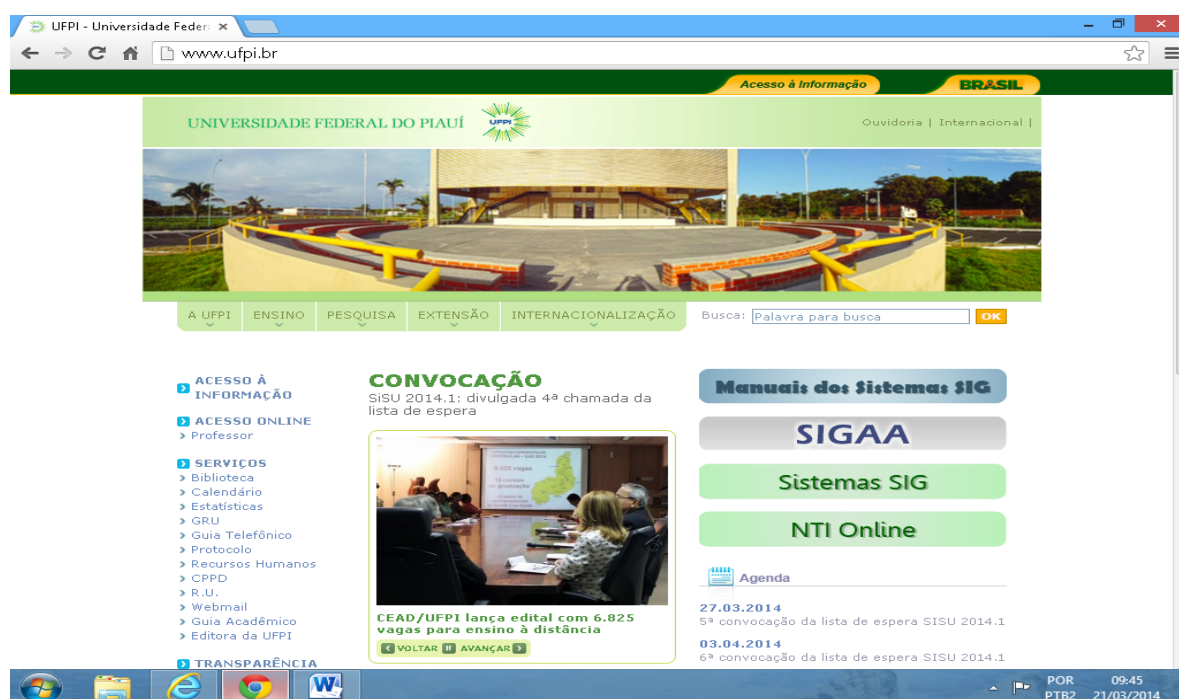 UFPI - Universidade Feder
www.ufpi.br
Acesso à Informação
BRASIL
UNIVERSIDADE FEDERAL DO PIAUÍ
UFPI
Ouvidoria | Internacional |
A UFPI
ENSINO
PESQUISA
EXTENSÃO
INTERNACIONALIZAÇÃO
Busca:
Palavra para busca
OK
ACESSO À
INFORMAÇÃO
ACESSO ONLINE
Professor
SERVIÇOS
Biblioteca
Calendário
Estatísticas
GRU
Guia Telefônico
Protocolo
Recursos Humanos
CPPD
R.U.
Webmail
Guia Acadêmico
Editora da UFPI
TRANSPARÊNCIA
CONVOCAÇÃO
SiSU 2014.1: divulgada 4ª chamada da
lista de espera
6.825 vagas
CEAD/UFPI lança edital com 6.825
vagas para ensino à distância
VOLTAR
AVANÇAR
Manuais dos Sistemas SIG
SIGAA
Sistemas SIG
NTI Online
Agenda
27.03.2014
5ª convocação da lista de espera SISU 2014.1
03.04.2014
6ª convocação da lista de espera SISU 2014.1
POR
PTB2
09:45
21/03/2014